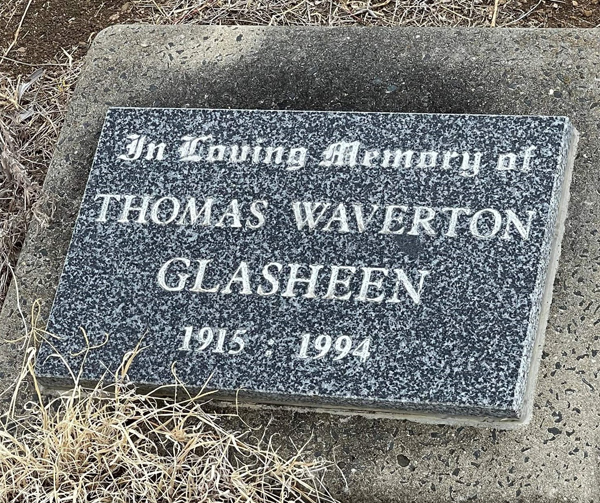 In Loving Memory of
THOMAS WAVERTON
GLASHEEN
1915 : 1994